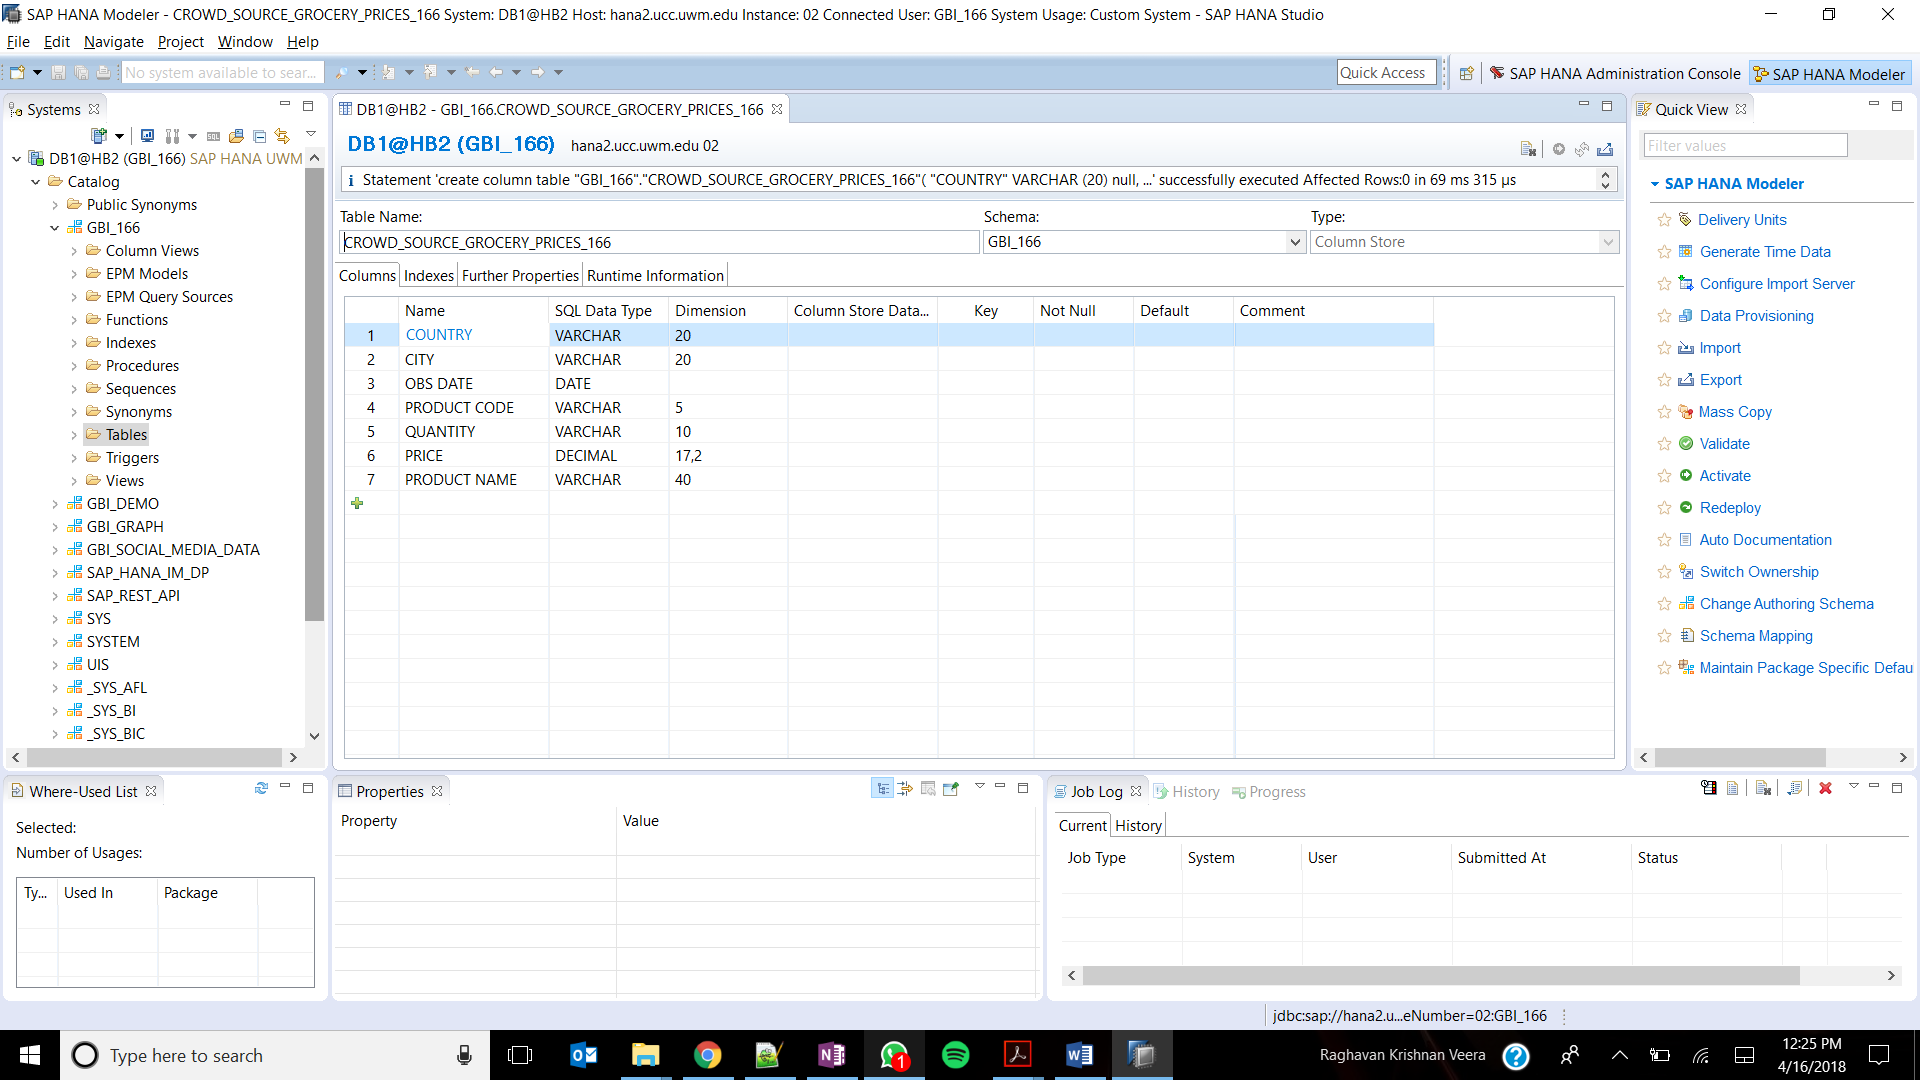 SAP HANA Modeler - CROWD_SOURCE_GROCERY_PRICES_166 System: DB1@HB2 Host: hana2.ucc.uwm.edu Instance: 02 Connected User: GBI_166 System Usage: Custom System - SAP HANA Studio
File Edit Navigate Project Window Help
No system available to sear...
Quick Access
SAP HANA Administration Console
SAP HANA Modeler
Systems
DB1@HB2 (GBI_166) SAP HANA UWM
Catalog
Public Synonyms
GBI_166
Column Views
EPM Models
EPM Query Sources
Functions
Indexes
Procedures
Sequences
Synonyms
Tables
Triggers
Views
GBI_DEMO
GBI_GRAPH
GBI_SOCIAL_MEDIA_DATA
SAP_HANA_IM_DP
SAP_REST_API
SYS
SYSTEM
UIS
_SYS_AFL
_SYS_BI
_SYS_BIC
DB1@HB2 - GBI_166.CROWD_SOURCE_GROCERY_PRICES_166
DB1@HB2 (GBI_166) hana2.ucc.uwm.edu 02
Statement 'create column table "GBI_166"."CROWD_SOURCE_GROCERY_PRICES_166"( "COUNTRY" VARCHAR (20) null, ...' successfully executed Affected Rows:0 in 69 ms 315 µs
Table Name: Schema: Type:
CROWD_SOURCE_GROCERY_PRICES_166 GBI_166 Column Store
Columns Indexes Further Properties Runtime Information
Name SQL Data Type Dimension Column Store Data... Key Not Null Default Comment
1 COUNTRY VARCHAR 20
2 CITY VARCHAR 20
3 OBS DATE DATE
4 PRODUCT CODE VARCHAR 5
5 QUANTITY VARCHAR 10
6 PRICE DECIMAL 17,2
7 PRODUCT NAME VARCHAR 40
Quick View
Filter values
SAP HANA Modeler
Delivery Units
Generate Time Data
Configure Import Server
Data Provisioning
Import
Export
Mass Copy
Validate
Activate
Redeploy
Auto Documentation
Switch Ownership
Change Authoring Schema
Schema Mapping
Maintain Package Specific Defau
Where-Used List
Selected:
Number of Usages:
Ty... Used In Package
Properties
Property Value
Job Log History Progress
Current History
Job Type System User Submitted At Status
jdbc:sap://hana2.u...eNumber=02:GBI_166
Type here to search
1
Raghavan Krishnan Veera
12:25 PM
4/16/2018